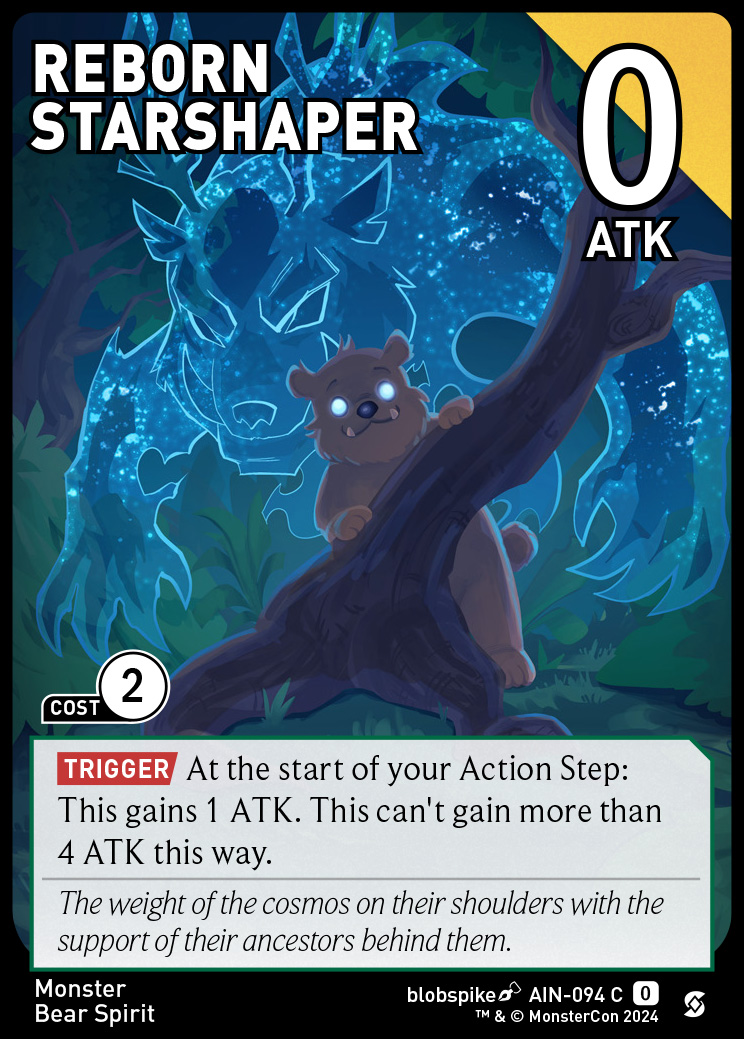 REBORN
STARSHAPER
0
ATK
COST 2
TRIGGER At the start of your Action Step:
This gains 1 ATK. This can't gain more than
4 ATK this way.
The weight of the cosmos on their shoulders with the
support of their ancestors behind them.
Monster
Bear Spirit
blobspike AIN-094 C 0
™ & © MonsterCon 2024